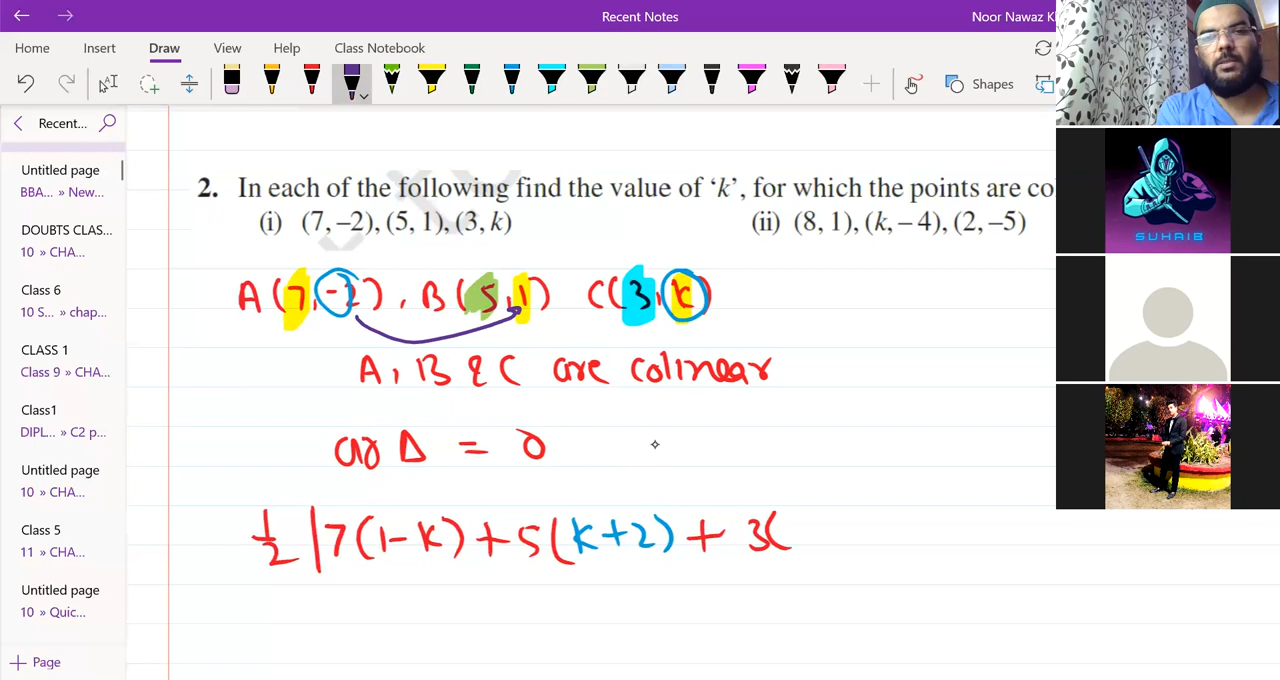 Recent Notes
Noor Nawaz K
Home Insert Draw View Help Class Notebook
Shapes
Recent...
Untitled page
BBA... » New...
DOUBTS CLAS...
10 » CHA...
Class 6
10 S... » chap...
CLASS 1
Class 9 » CHA...
Class1
DIPL... » C2 p...
Untitled page
10 » CHA...
Class 5
11 » CHA...
Untitled page
10 » Quic...
Page
2. In each of the following find the value of ‘k’, for which the points are co
(i) (7, –2), (5, 1), (3, k) (ii) (8, 1), (k, – 4), (2, –5)
A (7, -2), B (5, 1) C(3, k)
A, B & C are colinear
ar Δ = 0
1/2 |7(1-k) + 5(k+2) + 3(
SUHAIB